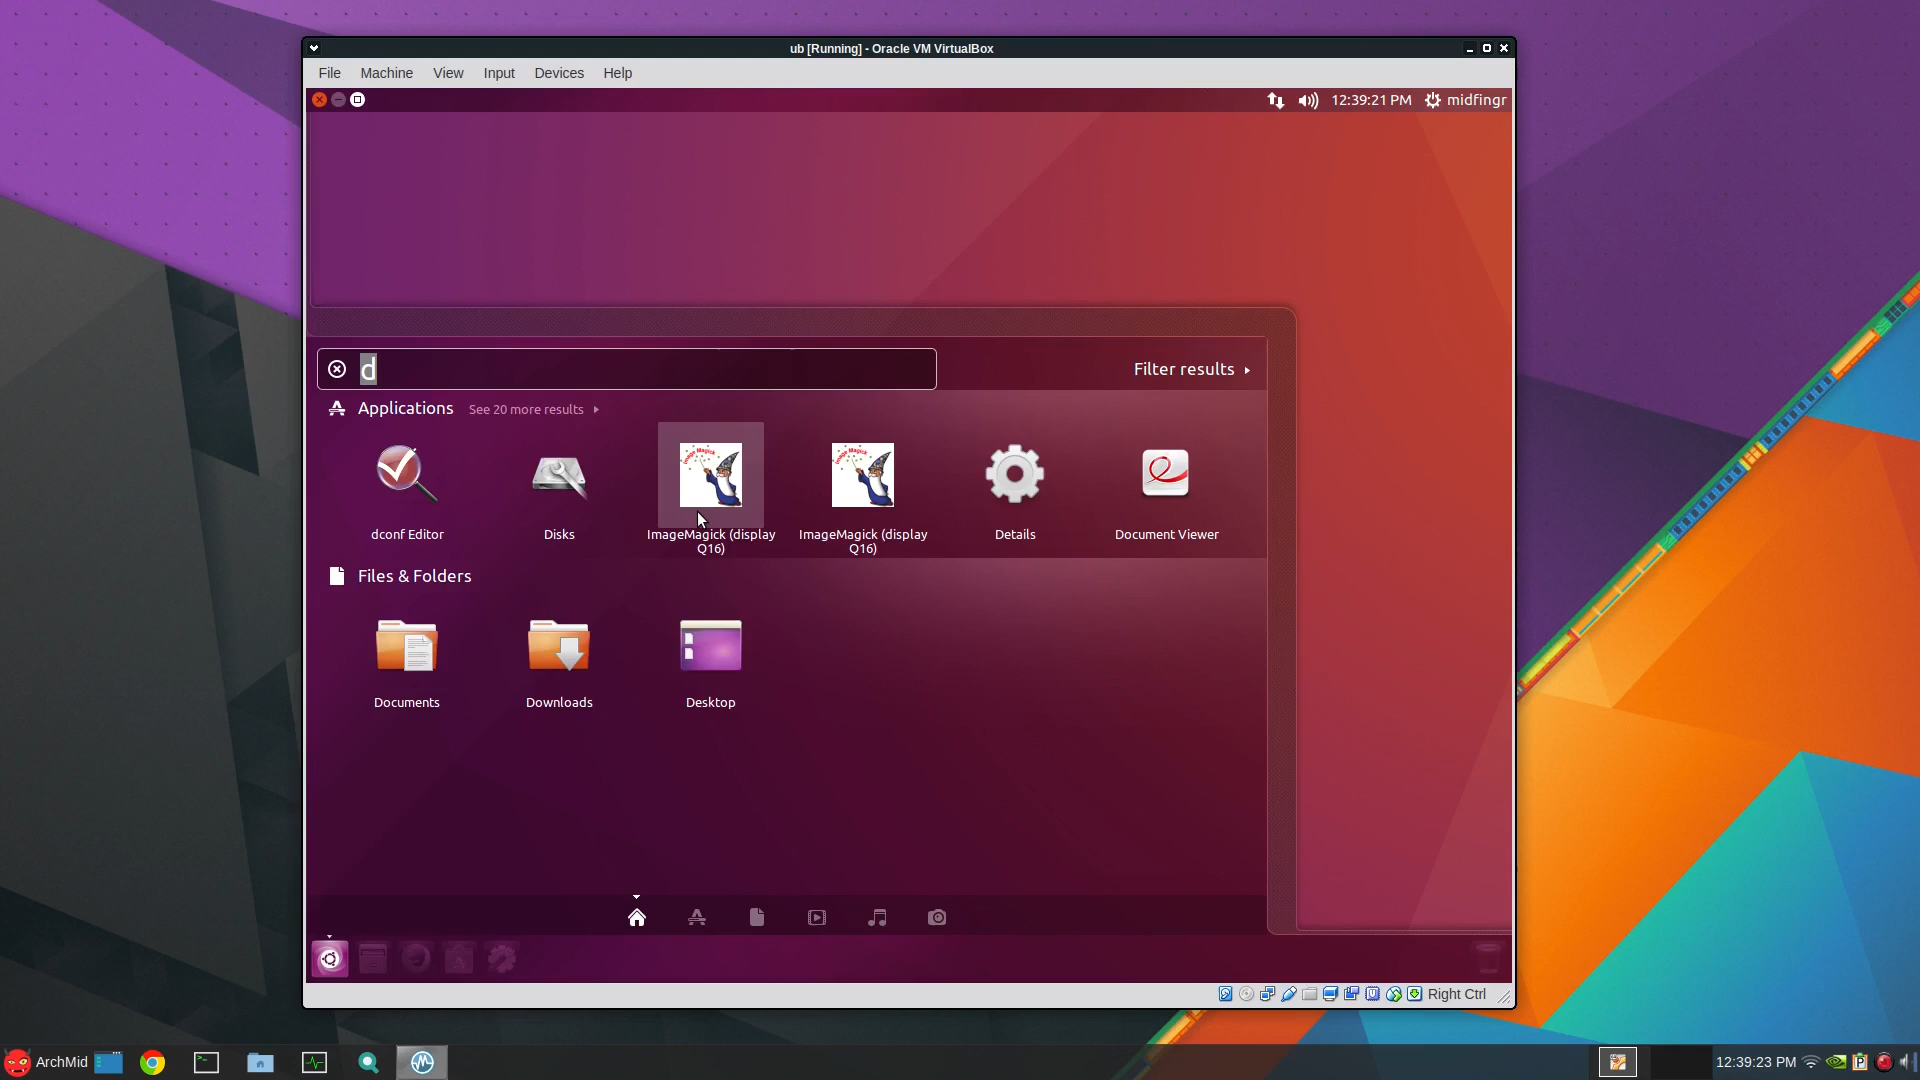 ub [Running] - Oracle VM VirtualBox
File Machine View Input Devices Help
12:39:21 PM midfingr
d
Filter results
Applications See 20 more results
dconf Editor
Disks
ImageMagick (display
Q16)
ImageMagick (display
Q16)
Details
Document Viewer
Files & Folders
Documents
Downloads
Desktop
Right Ctrl
ArchMid
12:39:23 PM